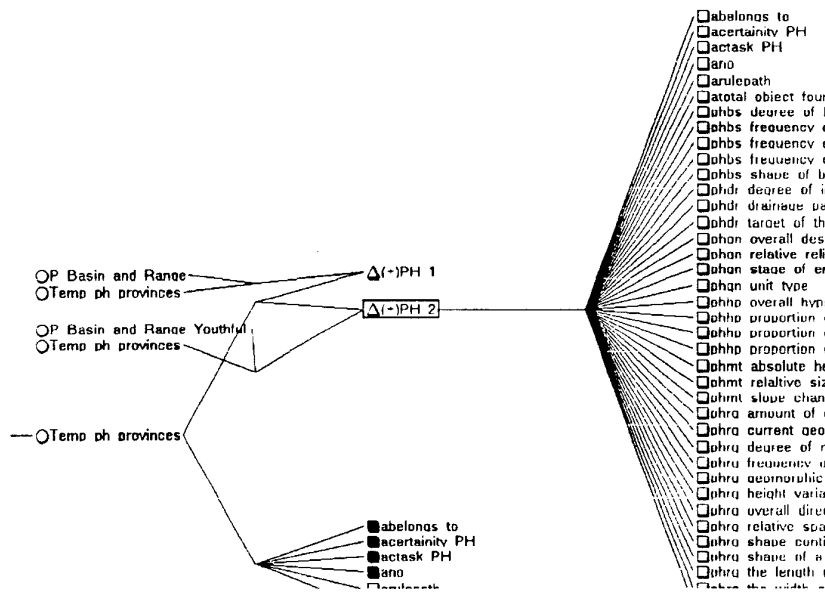 P Basin and Range
Temp ph provinces
P Basin and Range Youthful
Temp ph provinces
Temp ph provinces
(+)PH 1
(+)PH 2
abelongs to
acertainity PH
actask PH
ano
arulepath
abelongs to
acertainity PH
actask PH
ano
arulepath
atotal object four
phbs degree of
phbs frequency
phbs frequency
phbs frequency
phbs shape of b
phdr degree of i
phdr drainage pa
phdr target of th
phgn overall des
phgn relative reli
phgn stage of er
phgn unit type
phhp overall hyp
phhp proportion
phhp proportion
phhp proportion
phmt absolute he
phmt relaltive siz
phmt slope chan
phrg amount of
phrg current geo
phrg degree of
phrg frequency
phrg geomorphic
phrg height varia
phrg overall direc
phrg relative spa
phrg shape conti
phrg shape of a
phrg the length
phrg the width